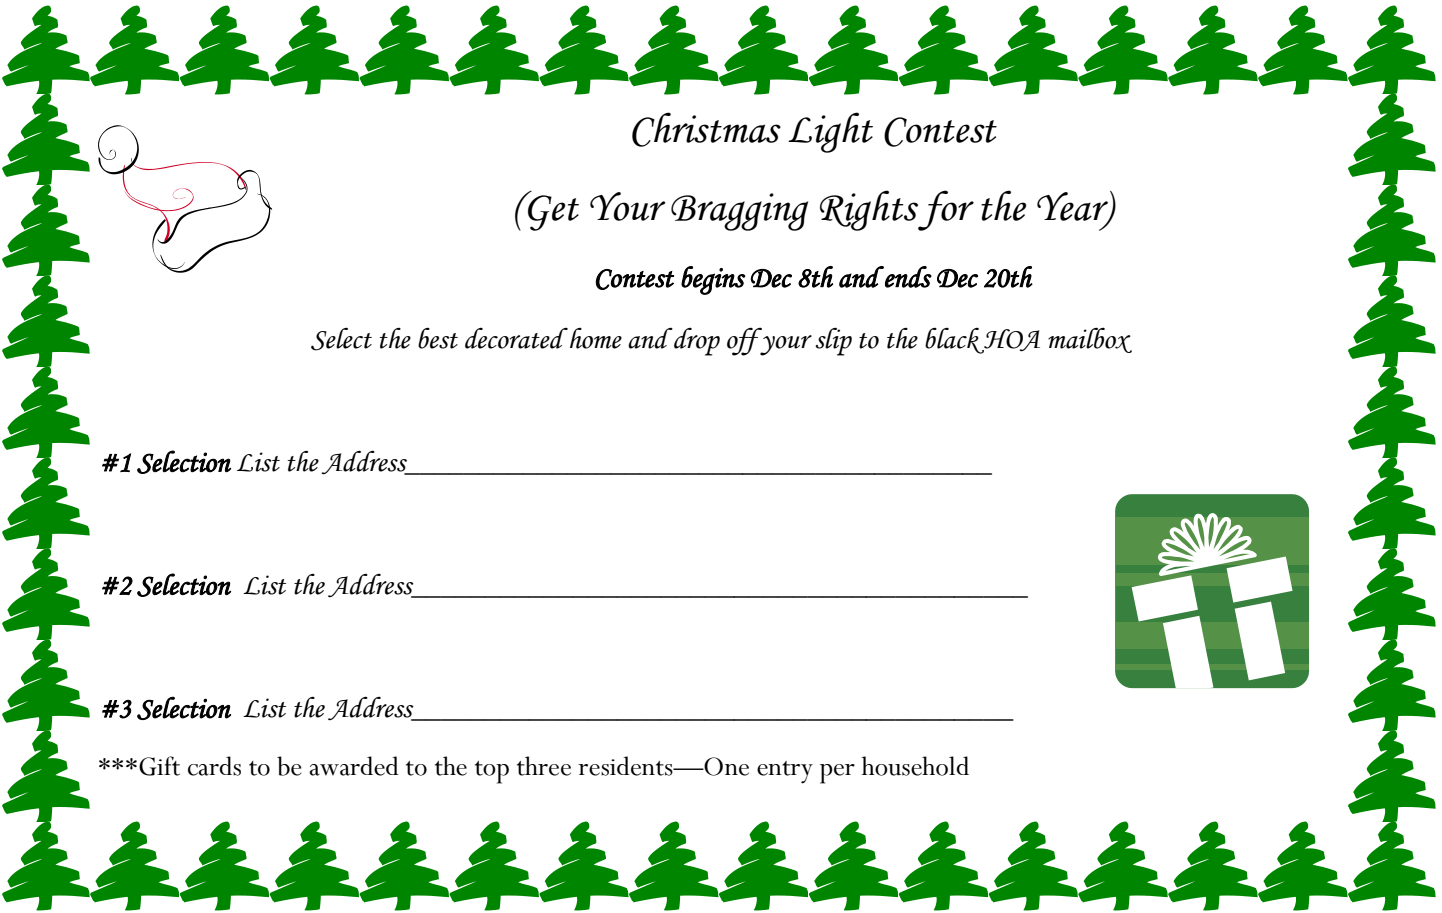 Christmas Light Contest
(Get Your Bragging Rights for the Year)
Contest begins Dec 8th and ends Dec 20th
Select the best decorated home and drop off your slip to the black HOA mailbox
#1 Selection List the Address________________________________________
#2 Selection  List the Address__________________________________________
#3 Selection  List the Address_________________________________________
***Gift cards to be awarded to the top three residents—One entry per household